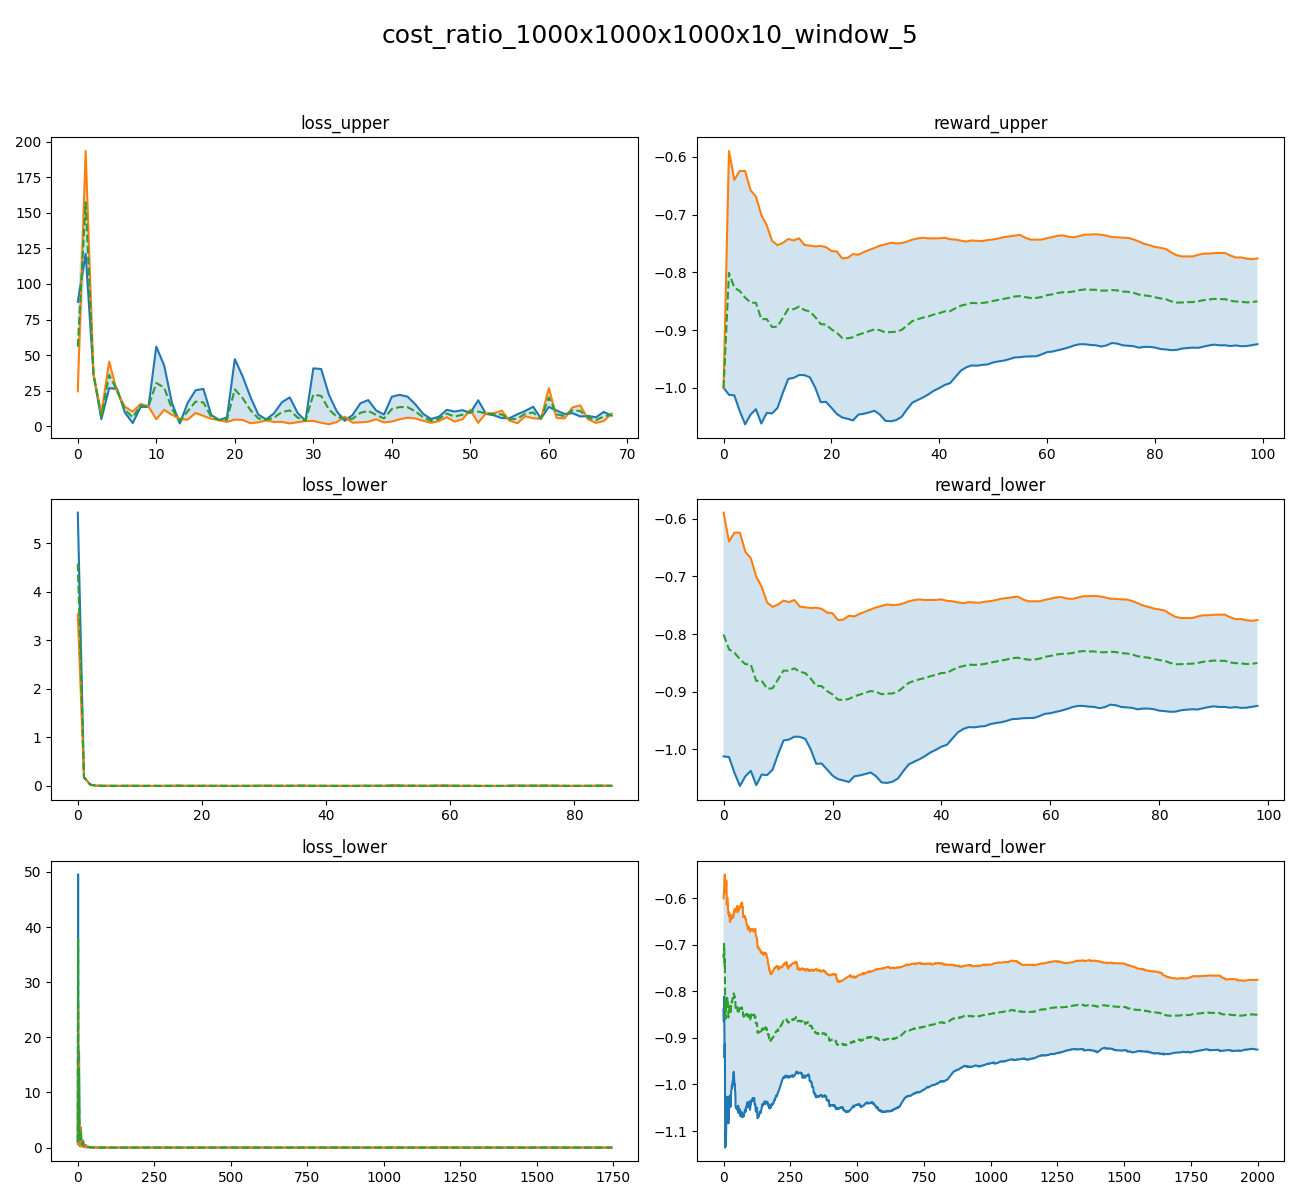 cost_ratio_1000x1000x1000x10_window_5
loss_upper
reward_upper
200
175
150
125
100
75
50
25
0
0 10 20 30 40 50 60 70
−0.6
−0.7
−0.8
−0.9
−1.0
0 20 40 60 80 100
loss_lower
reward_lower
5
4
3
2
1
0
0 20 40 60 80
−0.6
−0.7
−0.8
−0.9
−1.0
0 20 40 60 80 100
loss_lower
reward_lower
50
40
30
20
10
0
0 250 500 750 1000 1250 1500 1750
−0.6
−0.7
−0.8
−0.9
−1.0
−1.1
0 250 500 750 1000 1250 1500 1750 2000